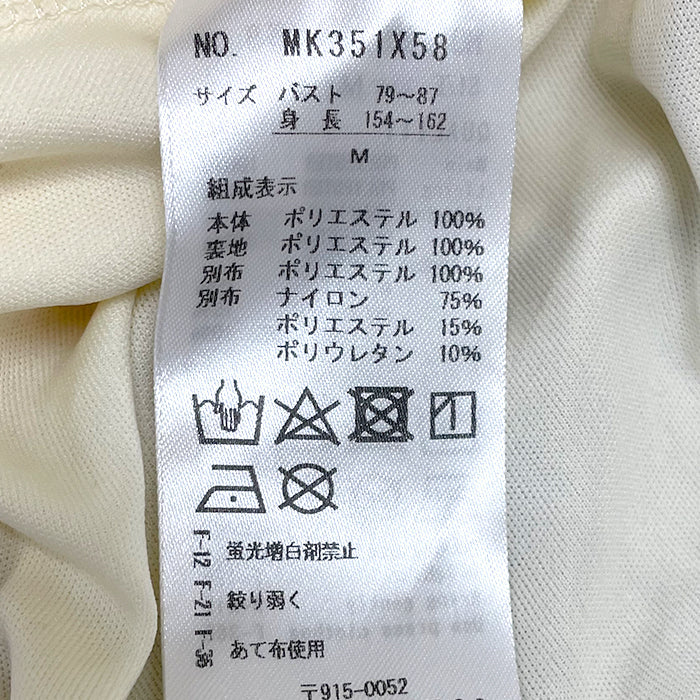 NO. MK351X58
サイズ バスト 79～87
身長 154～162
M
組成表示
本体 ポリエステル 100%
裏地 ポリエステル 100%
別布 ポリエステル 100%
別布 ナイロン 75%
ポリエステル 15%
ポリウレタン 10%
F-12 F-21 F-36
蛍光増白剤禁止
絞り弱く
あて布使用
〒915-0052